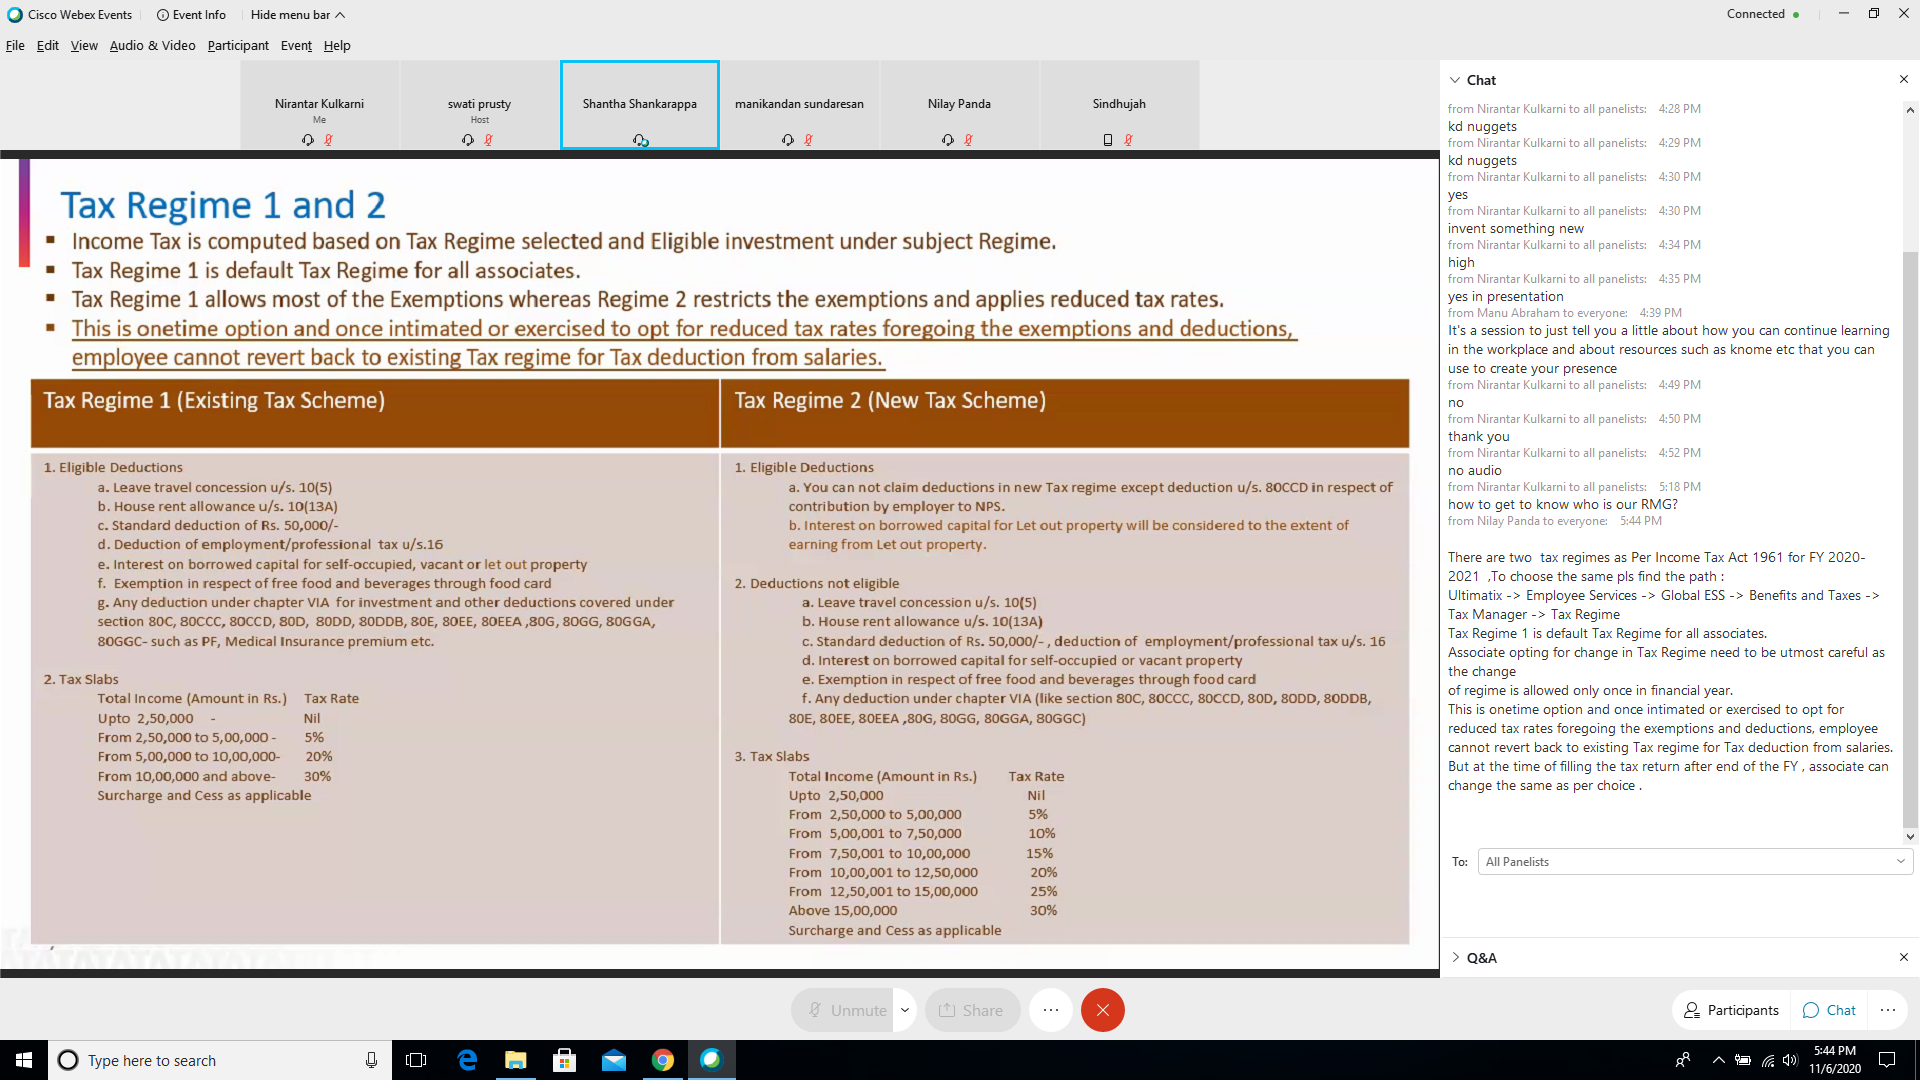 Cisco Webex Events
Event Info
Hide menu bar
Connected
File Edit View Audio & Video Participant Event Help
Nirantar Kulkarni
Me
swati prusty
Host
Shantha Shankarappa
manikandan sundaresan
Nilay Panda
Sindhujah
Tax Regime 1 and 2
Income Tax is computed based on Tax Regime selected and Eligible investment under subject Regime.
Tax Regime 1 is default Tax Regime for all associates.
Tax Regime 1 allows most of the Exemptions whereas Regime 2 restricts the exemptions and applies reduced tax rates.
This is onetime option and once intimated or exercised to opt for reduced tax rates foregoing the exemptions and deductions,
employee cannot revert back to existing Tax regime for Tax deduction from salaries.
Tax Regime 1 (Existing Tax Scheme)
1. Eligible Deductions
a. Leave travel concession u/s. 10(5)
b. House rent allowance u/s. 10(13A)
c. Standard deduction of Rs. 50,000/-
d. Deduction of employment/professional tax u/s.16
e. Interest on borrowed capital for self-occupied, vacant or let out property
f. Exemption in respect of free food and beverages through food card
g. Any deduction under chapter VIA for investment and other deductions covered under
section 80C, 80CCC, 80CCD, 80D, 80DD, 80DDB, 80E, 80EE, 80EEA ,80G, 80GG, 80GGA,
80GGC- such as PF, Medical Insurance premium etc.
2. Tax Slabs
Total Income (Amount in Rs.) Tax Rate
Upto 2,50,000 - Nil
From 2,50,000 to 5,00,000 - 5%
From 5,00,000 to 10,00,000- 20%
From 10,00,000 and above- 30%
Surcharge and Cess as applicable
Tax Regime 2 (New Tax Scheme)
1. Eligible Deductions
a. You can not claim deductions in new Tax regime except deduction u/s. 80CCD in respect of
contribution by employer to NPS.
b. Interest on borrowed capital for Let out property will be considered to the extent of
earning from Let out property.
2. Deductions not eligible
a. Leave travel concession u/s. 10(5)
b. House rent allowance u/s. 10(13A)
c. Standard deduction of Rs. 50,000/- , deduction of employment/professional tax u/s. 16
d. Interest on borrowed capital for self-occupied or vacant property
e. Exemption in respect of free food and beverages through food card
f. Any deduction under chapter VIA (like section 80C, 80CCC, 80CCD, 80D, 80DD, 80DDB,
80E, 80EE, 80EEA ,80G, 80GG, 80GGA, 80GGC)
3. Tax Slabs
Total Income (Amount in Rs.) Tax Rate
Upto 2,50,000 Nil
From 2,50,000 to 5,00,000 5%
From 5,00,001 to 7,50,000 10%
From 7,50,001 to 10,00,000 15%
From 10,00,001 to 12,50,000 20%
From 12,50,001 to 15,00,000 25%
Above 15,00,000 30%
Surcharge and Cess as applicable
Chat
from Nirantar Kulkarni to all panelists: 4:28 PM
kd nuggets
from Nirantar Kulkarni to all panelists: 4:29 PM
kd nuggets
from Nirantar Kulkarni to all panelists: 4:30 PM
yes
from Nirantar Kulkarni to all panelists: 4:30 PM
invent something new
from Nirantar Kulkarni to all panelists: 4:34 PM
high
from Nirantar Kulkarni to all panelists: 4:35 PM
yes in presentation
from Manu Abraham to everyone: 4:39 PM
It's a session to just tell you a little about how you can continue learning
in the workplace and about resources such as knome etc that you can
use to create your presence
from Nirantar Kulkarni to all panelists: 4:49 PM
no
from Nirantar Kulkarni to all panelists: 4:50 PM
thank you
from Nirantar Kulkarni to all panelists: 4:52 PM
no audio
from Nirantar Kulkarni to all panelists: 5:18 PM
how to get to know who is our RMG?
from Nilay Panda to everyone: 5:44 PM
There are two tax regimes as Per Income Tax Act 1961 for FY 2020-
2021 ,To choose the same pls find the path :
Ultimatix -> Employee Services -> Global ESS -> Benefits and Taxes ->
Tax Manager -> Tax Regime
Tax Regime 1 is default Tax Regime for all associates.
Associate opting for change in Tax Regime need to be utmost careful as
the change
of regime is allowed only once in financial year.
This is onetime option and once intimated or exercised to opt for
reduced tax rates foregoing the exemptions and deductions, employee
cannot revert back to existing Tax regime for Tax deduction from salaries.
But at the time of filling the tax return after end of the FY , associate can
change the same as per choice .
To: All Panelists
Q&A
Unmute
Share
Participants
Chat
Type here to search
5:44 PM
11/6/2020